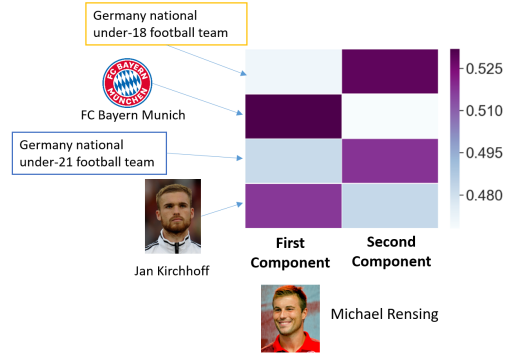 Germany national
under-18 football team
FC BAYERN
MÜNCHEN
FC Bayern Munich
Germany national
under-21 football team
Jan Kirchhoff
0.525
0.510
0.495
0.480
First
Component
Second
Component
Michael Rensing